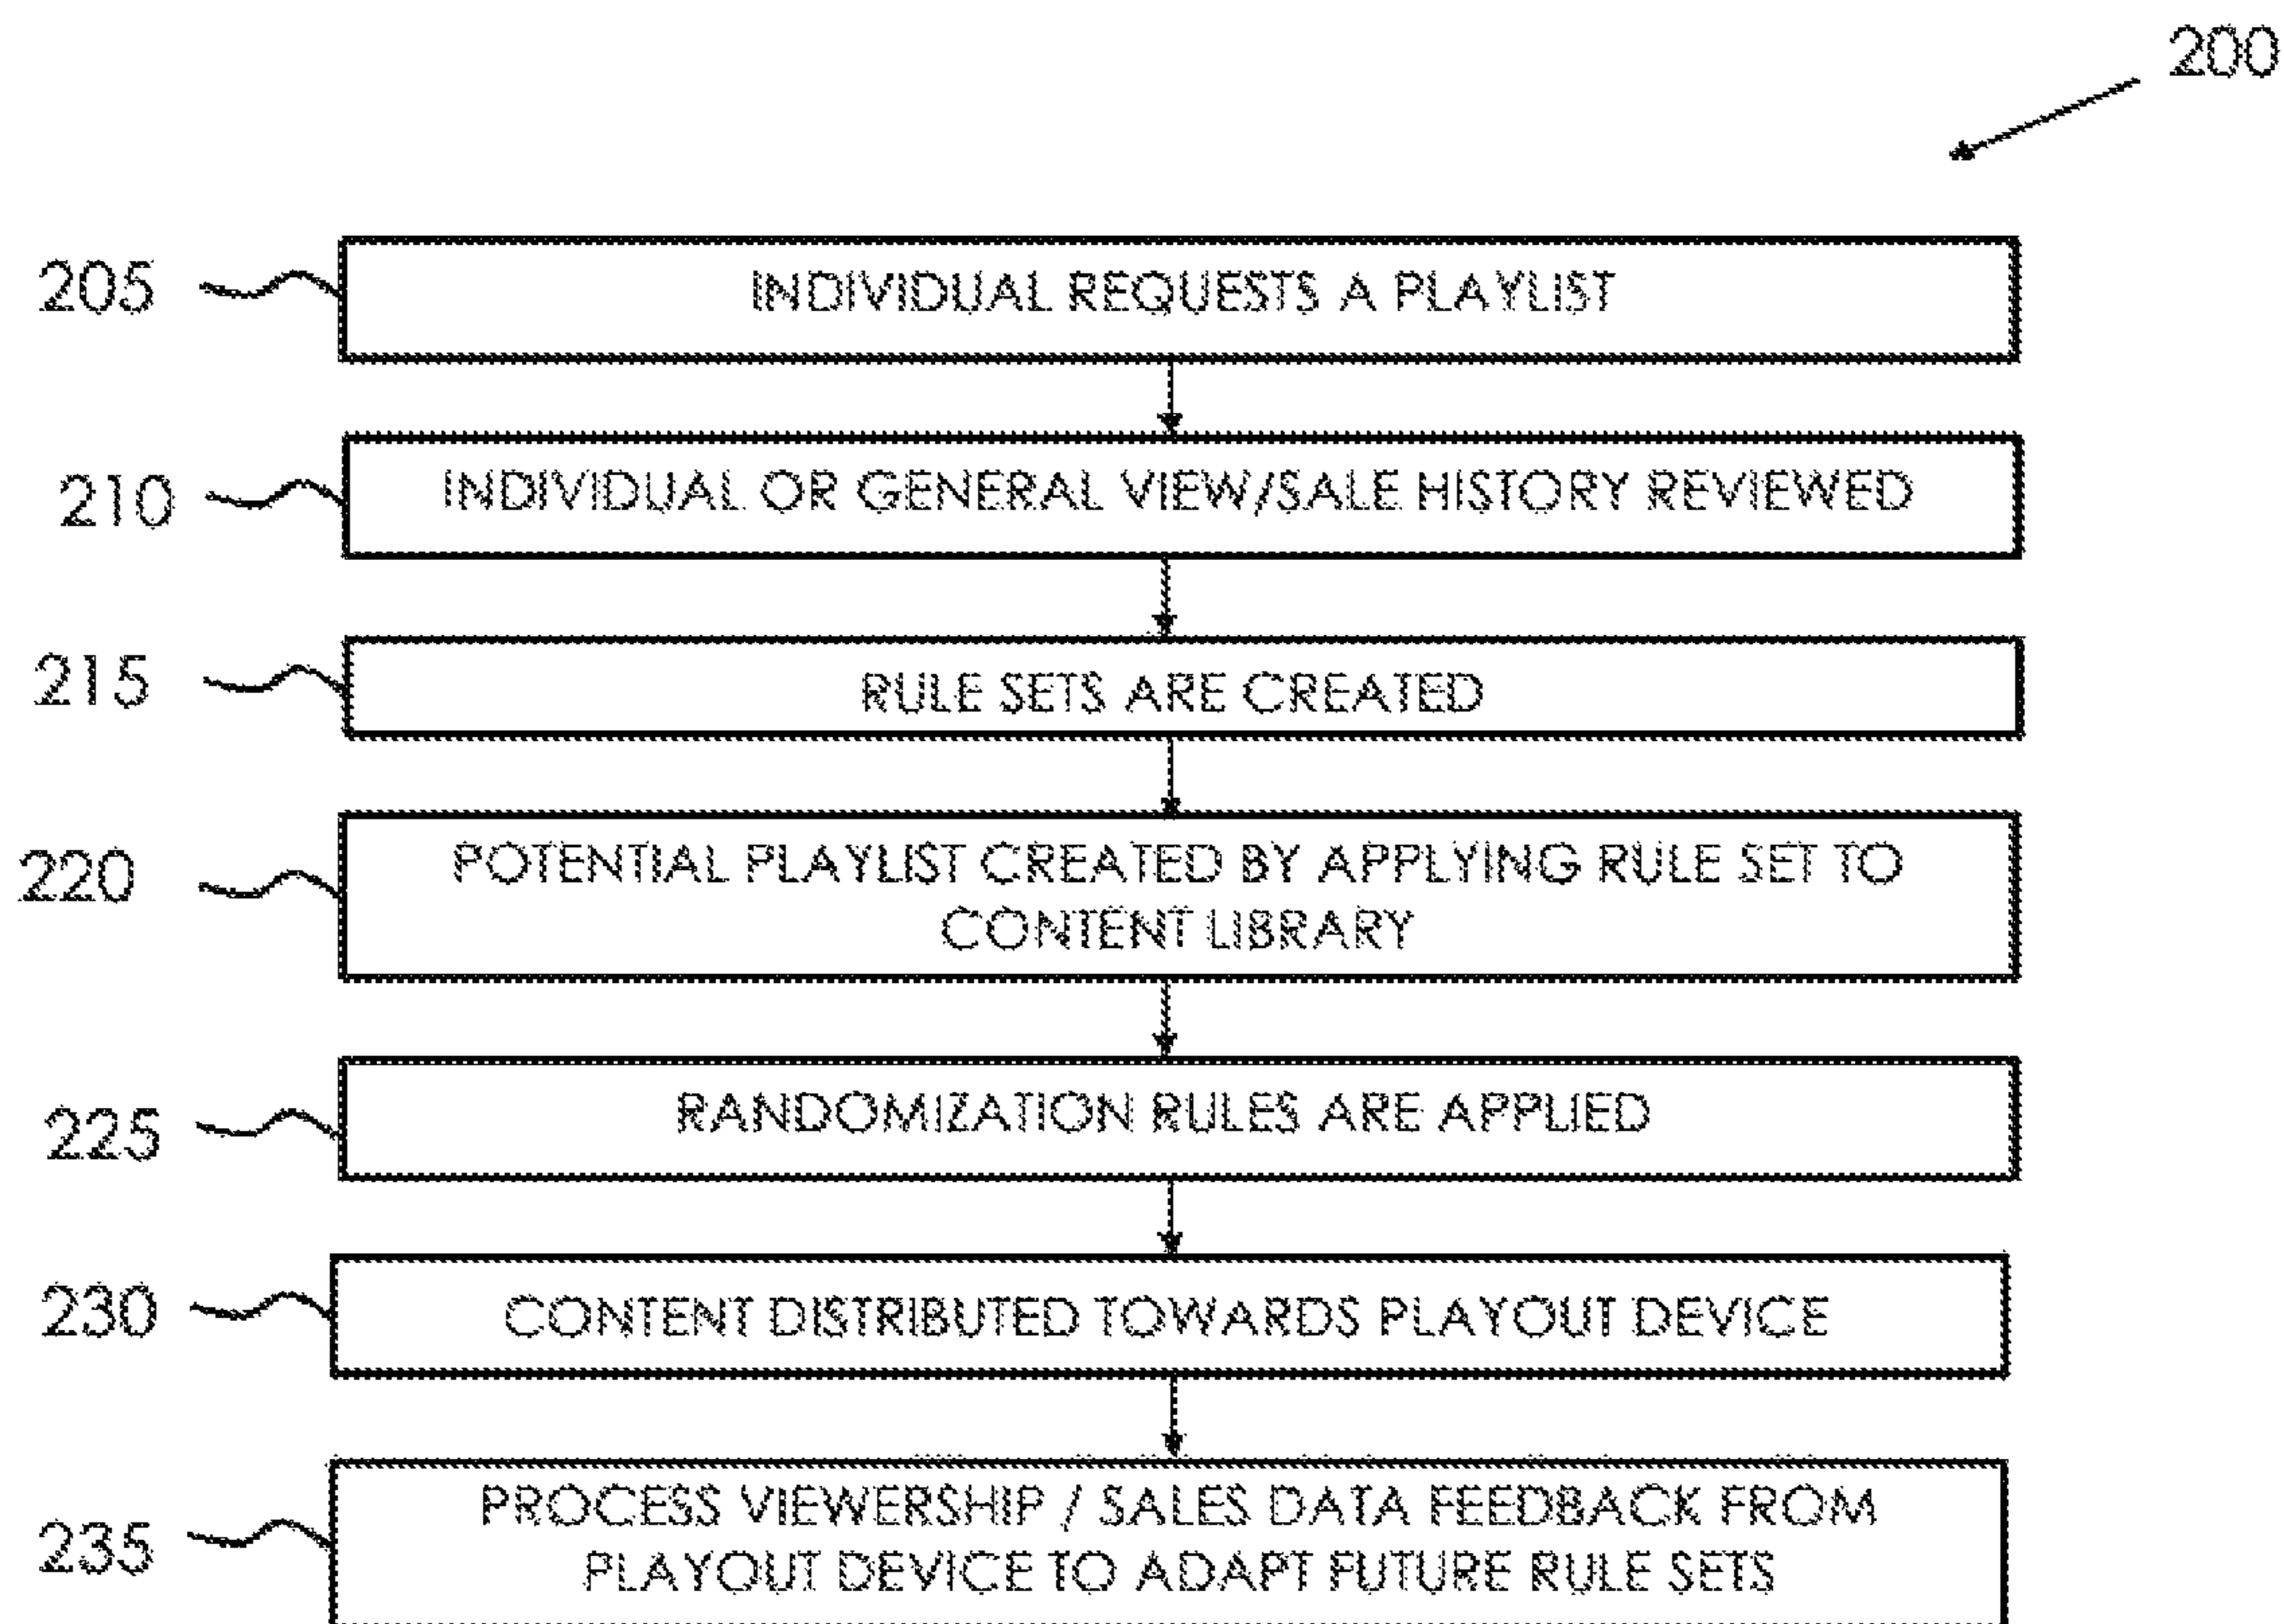 200
205
INDIVIDUAL REQUESTS A PLAYLIST
210
INDIVIDUAL OR GENERAL VIEW/SALE HISTORY REVIEWED
215
RULE SETS ARE CREATED
220
POTENTIAL PLAYLIST CREATED BY APPLYING RULE SET TO
CONTENT LIBRARY
225
RANDOMIZATION RULES ARE APPLIED
230
CONTENT DISTRIBUTED TOWARDS PLAYOUT DEVICE
235
PROCESS VIEWERSHIP / SALES DATA FEEDBACK FROM
PLAYOUT DEVICE TO ADAPT FUTURE RULE SETS